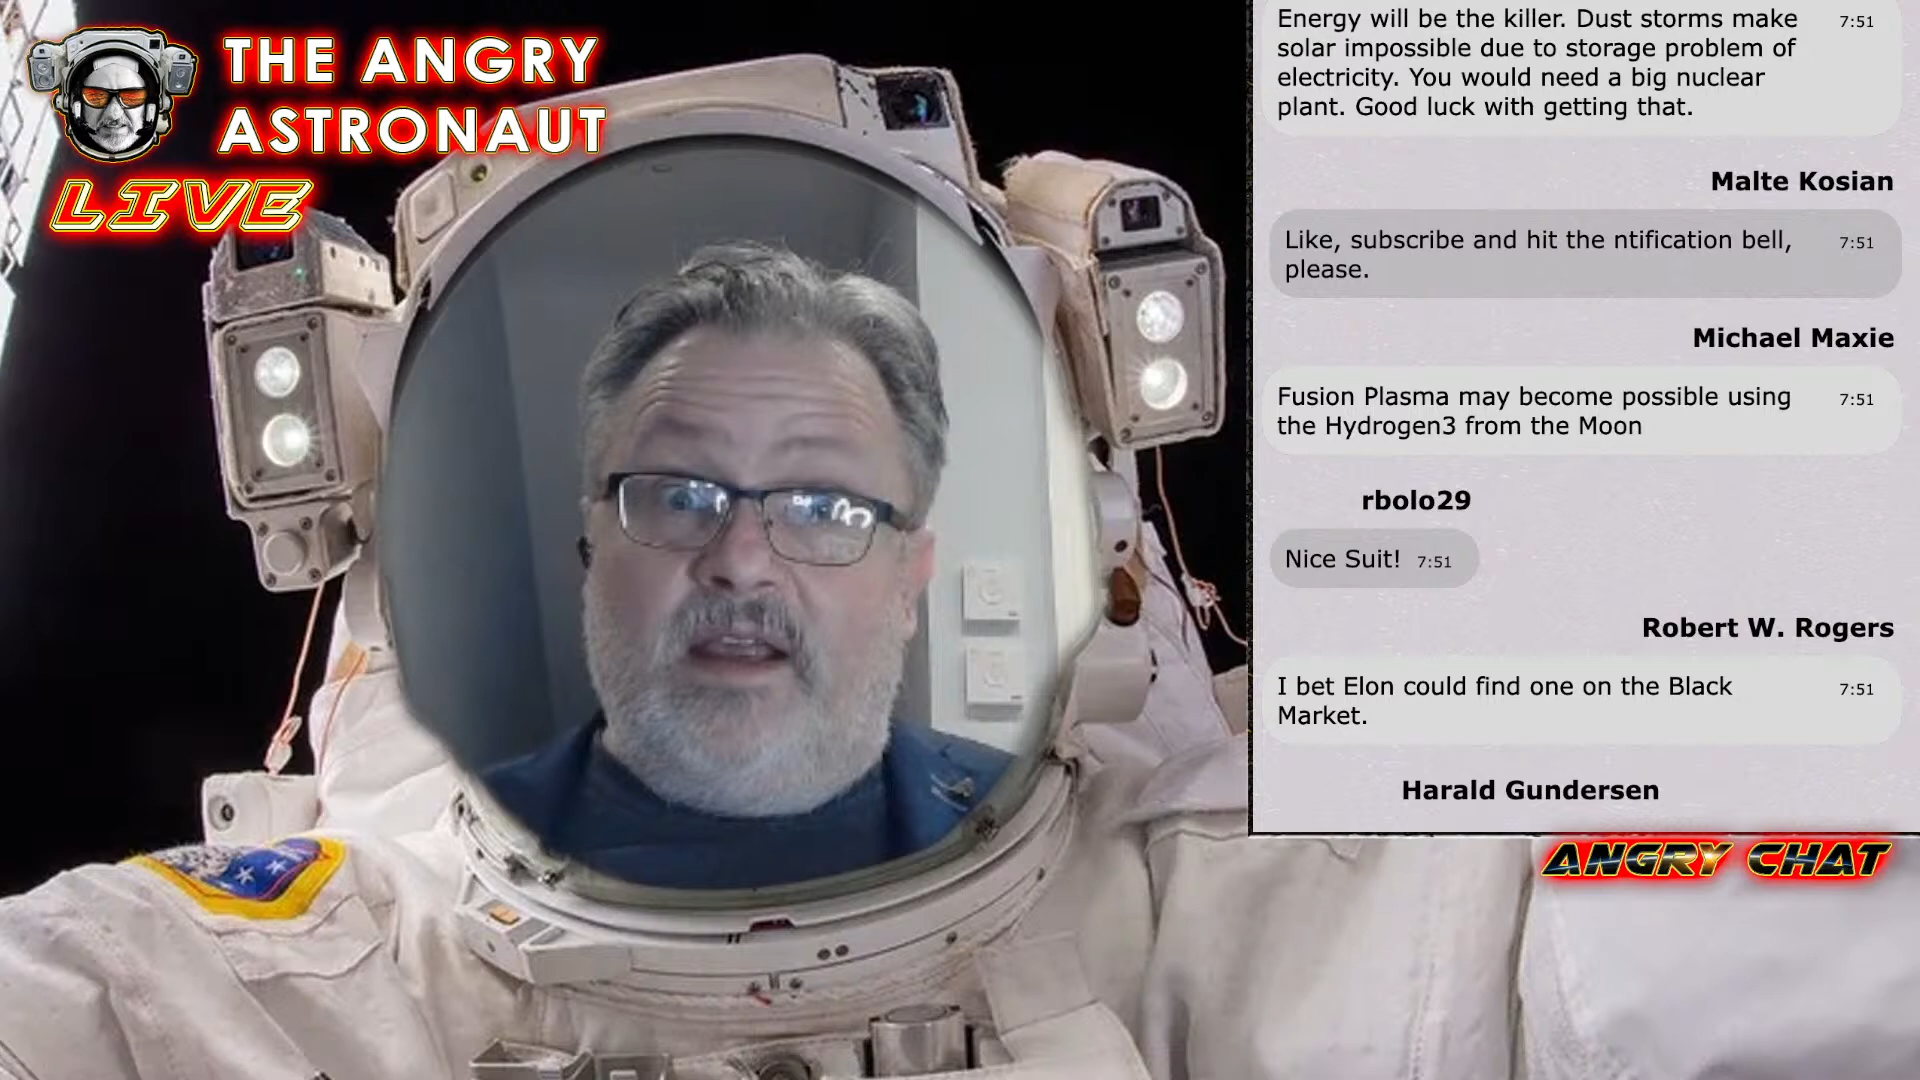 THE ANGRY
ASTRONAUT
LIVE
Energy will be the killer. Dust storms make 7:51
solar impossible due to storage problem of
electricity. You would need a big nuclear
plant. Good luck with getting that.
Malte Kosian
Like, subscribe and hit the ntification bell, 7:51
please.
Michael Maxie
Fusion Plasma may become possible using 7:51
the Hydrogen3 from the Moon
rbolo29
Nice Suit! 7:51
Robert W. Rogers
I bet Elon could find one on the Black 7:51
Market.
Harald Gundersen
ANGRY CHAT